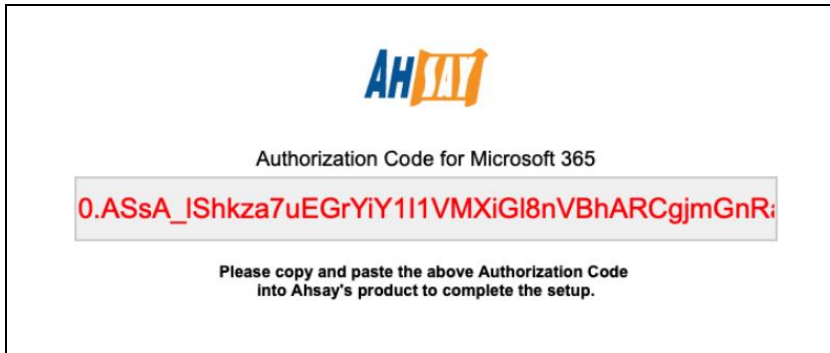 AHSAY
Authorization Code for Microsoft 365
0.ASsA_lShkza7uEGrYiY1l1VMXiGl8nVBhARCgjmGnRa
Please copy and paste the above Authorization Code
into Ahsay's product to complete the setup.